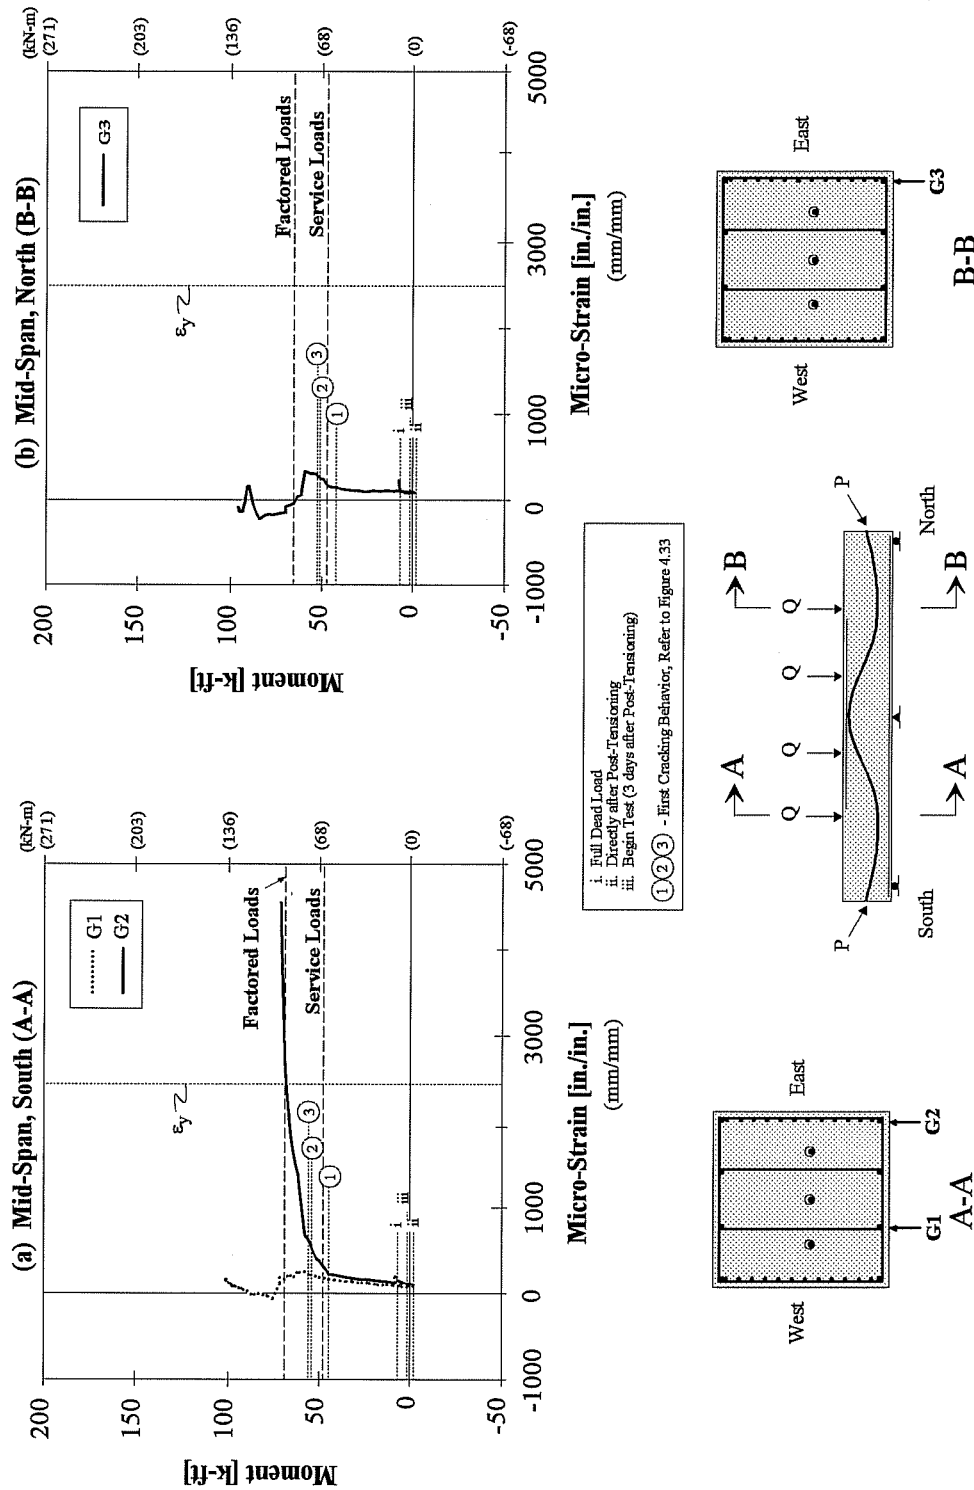 (a) Mid-Span, South (A-A)
(kN-m)
200
150
100
50
0
-50
(271)
(203)
(136)
(68)
(0)
(-68)
Moment [k-ft]
G1
G2
εy
Factored Loads
Service Loads
1
2
3
i
ii
iii
-1000
0
1000
3000
5000
Micro-Strain [in./in.]
(mm/mm)
(b) Mid-Span, North (B-B)
(kN-m)
200
150
100
50
0
-50
(271)
(203)
(136)
(68)
(0)
(-68)
Moment [k-ft]
G3
εy
Factored Loads
Service Loads
1
2
3
i
ii
iii
-1000
0
1000
3000
5000
Micro-Strain [in./in.]
(mm/mm)
i. Full Dead Load
ii. Directly after Post-Tensioning
iii. Begin Test (3 days after Post-Tensioning)
①②③ - First Cracking Behavior, Refer to Figure 4.33
West
East
G1
G2
A-A
A
B
Q Q Q Q
P
P
South
North
A
B
West
East
G3
B-B